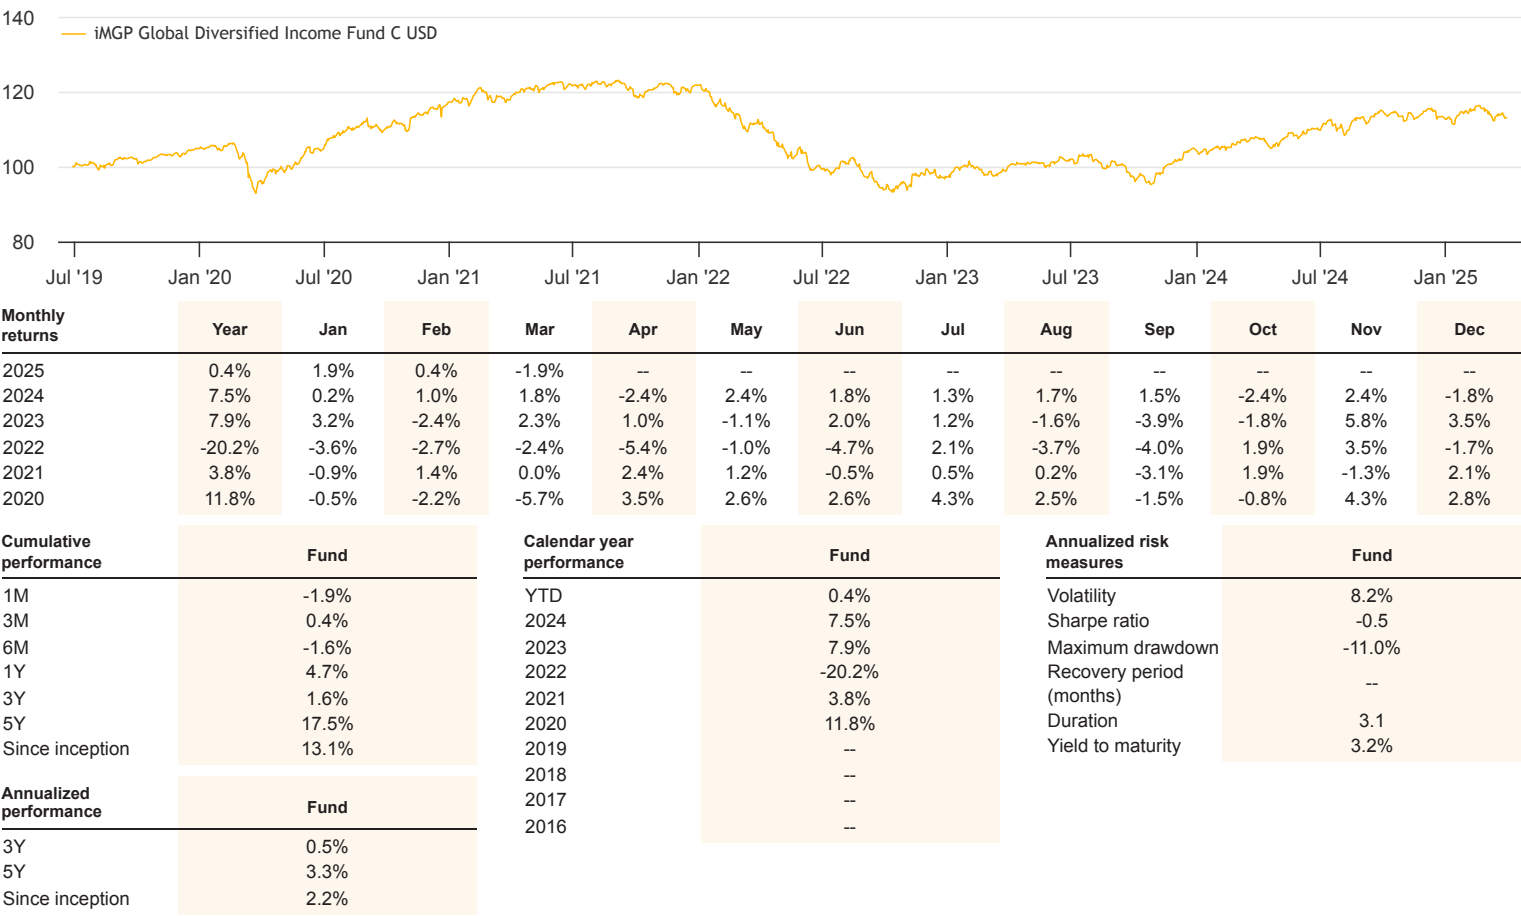 140
iMGP Global Diversified Income Fund C USD
120
100
80
Jul '19 Jan '20 Jul '20 Jan '21 Jul '21 Jan '22 Jul '22 Jan '23 Jul '23 Jan '24 Jul '24 Jan '25
Monthly returns Year Jan Feb Mar Apr May Jun Jul Aug Sep Oct Nov Dec
2025 0.4% 1.9% 0.4% -1.9% -- -- -- -- -- -- -- -- --
2024 7.5% 0.2% 1.0% 1.8% -2.4% 2.4% 1.8% 1.3% 1.7% 1.5% -2.4% 2.4% -1.8%
2023 7.9% 3.2% -2.4% 2.3% 1.0% -1.1% 2.0% 1.2% -1.6% -3.9% -1.8% 5.8% 3.5%
2022 -20.2% -3.6% -2.7% -2.4% -5.4% -1.0% -4.7% 2.1% -3.7% -4.0% 1.9% 3.5% -1.7%
2021 3.8% -0.9% 1.4% 0.0% 2.4% 1.2% -0.5% 0.5% 0.2% -3.1% 1.9% -1.3% 2.1%
2020 11.8% -0.5% -2.2% -5.7% 3.5% 2.6% 2.6% 4.3% 2.5% -1.5% -0.8% 4.3% 2.8%
Cumulative performance Fund
1M -1.9%
3M 0.4%
6M -1.6%
1Y 4.7%
3Y 1.6%
5Y 17.5%
Since inception 13.1%
Annualized performance Fund
3Y 0.5%
5Y 3.3%
Since inception 2.2%
Calendar year performance Fund
YTD 0.4%
2024 7.5%
2023 7.9%
2022 -20.2%
2021 3.8%
2020 11.8%
2019 --
2018 --
2017 --
2016 --
Annualized risk measures Fund
Volatility 8.2%
Sharpe ratio -0.5
Maximum drawdown -11.0%
Recovery period (months) --
Duration 3.1
Yield to maturity 3.2%